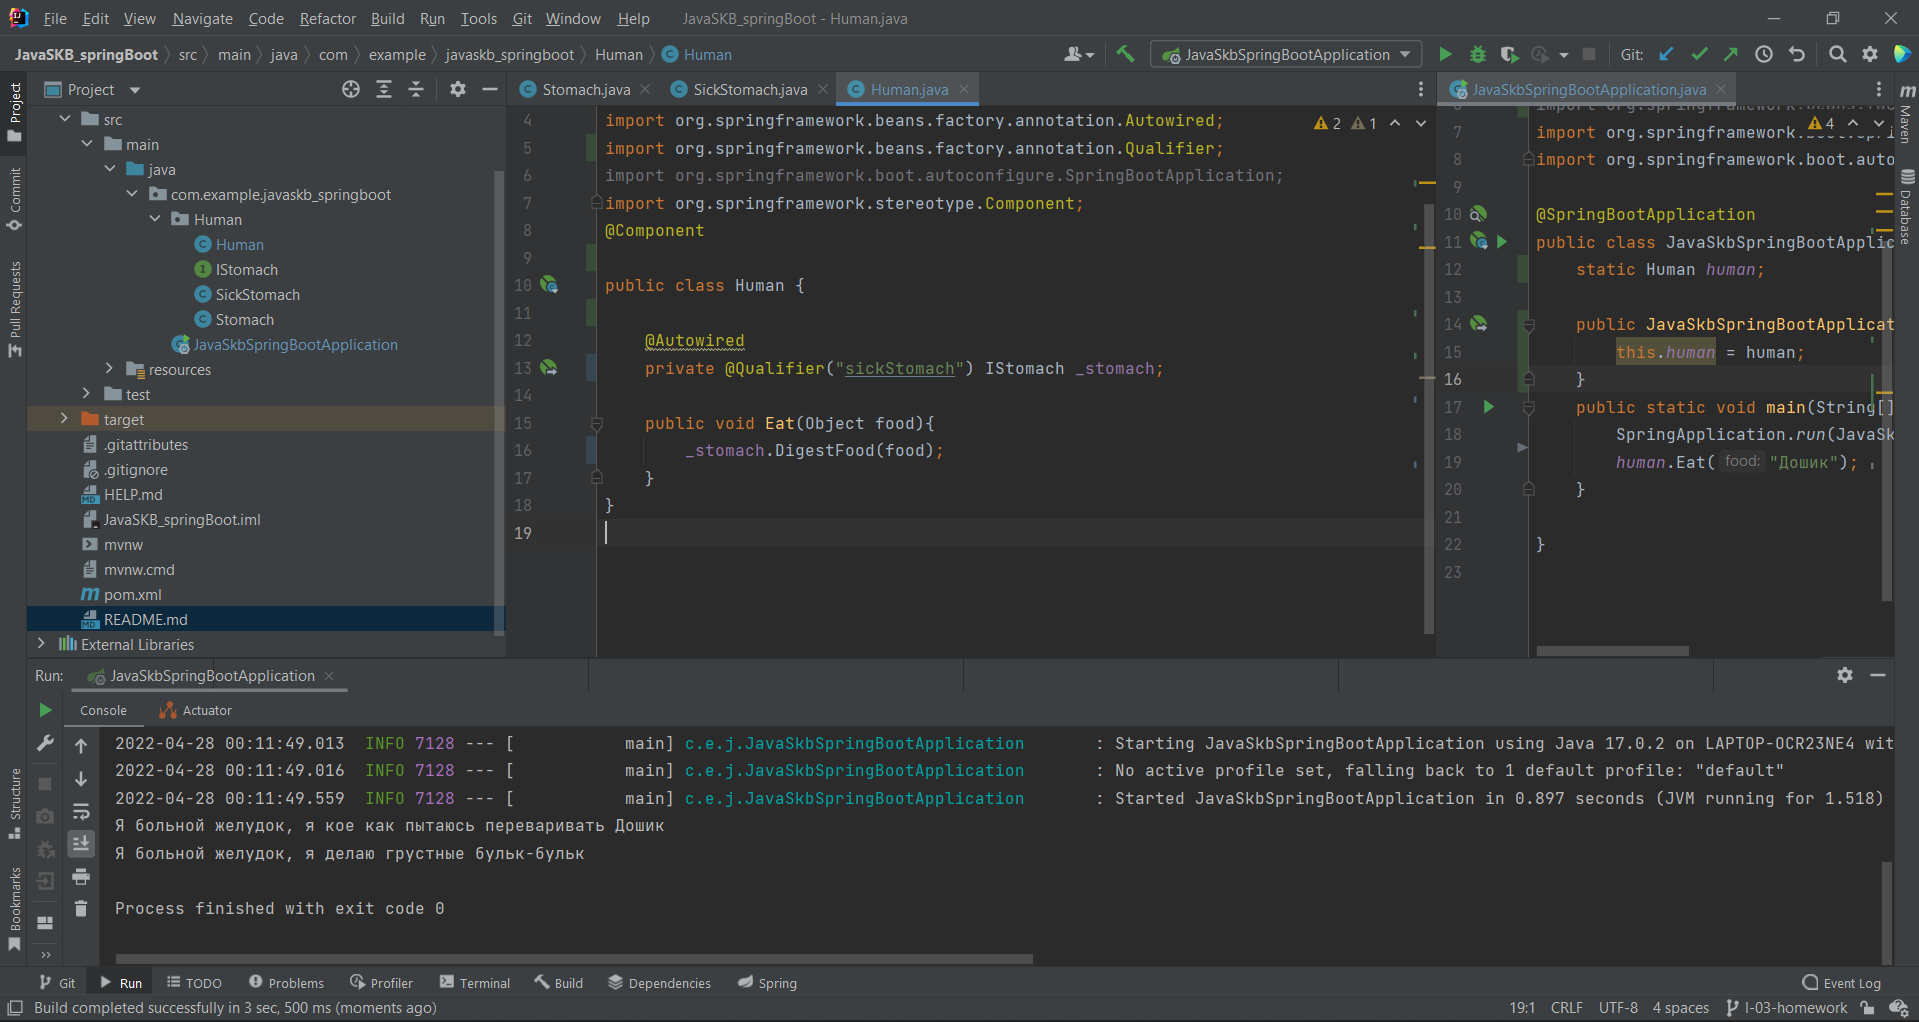 File Edit View Navigate Code Refactor Build Run Tools Git Window Help JavaSKB_springBoot - Human.java
JavaSKB_springBoot src main java com example javaskb_springboot Human Human JavaSkbSpringBootApplication Git:
Project
Stomach.java SickStomach.java Human.java JavaSkbSpringBootApplication.java
src
main
java
com.example.javaskb_springboot
Human
Human
IStomach
SickStomach
Stomach
JavaSkbSpringBootApplication
resources
test
target
.gitattributes
.gitignore
HELP.md
JavaSKB_springBoot.iml
mvnw
mvnw.cmd
pom.xml
README.md
External Libraries
Project
Commit
Pull Requests
Structure
Bookmarks
2 1
4 import org.springframework.beans.factory.annotation.Autowired;
5 import org.springframework.beans.factory.annotation.Qualifier;
6 import org.springframework.boot.autoconfigure.SpringBootApplication;
7 import org.springframework.stereotype.Component;
8 @Component
9
10 public class Human {
11
12 @Autowired
13 private @Qualifier("sickStomach") IStomach _stomach;
14
15 public void Eat(Object food){
16 _stomach.DigestFood(food);
17 }
18 }
19
4
7 import org.springframework.boot.
8 import org.springframework.boot.auto
9
10 @SpringBootApplication
11 public class JavaSkbSpringBootApplic
12 static Human human;
13
14 public JavaSkbSpringBootApplicat
15 this.human = human;
16 }
17 public static void main(String[]
18 SpringApplication.run(JavaSk
19 human.Eat( food: "Дошик");
20 }
21
22 }
23
Maven
Database
Run: JavaSkbSpringBootApplication
Console Actuator
2022-04-28 00:11:49.013 INFO 7128 --- [ main] c.e.j.JavaSkbSpringBootApplication : Starting JavaSkbSpringBootApplication using Java 17.0.2 on LAPTOP-OCR23NE4 wit
2022-04-28 00:11:49.016 INFO 7128 --- [ main] c.e.j.JavaSkbSpringBootApplication : No active profile set, falling back to 1 default profile: "default"
2022-04-28 00:11:49.559 INFO 7128 --- [ main] c.e.j.JavaSkbSpringBootApplication : Started JavaSkbSpringBootApplication in 0.897 seconds (JVM running for 1.518)
Я больной желудок, я кое как пытаюсь переваривать Дошик
Я больной желудок, я делаю грустные бульк-бульк
Process finished with exit code 0
Git Run TODO Problems Profiler Terminal Build Dependencies Spring Event Log
Build completed successfully in 3 sec, 500 ms (moments ago) 19:1 CRLF UTF-8 4 spaces I-03-homework